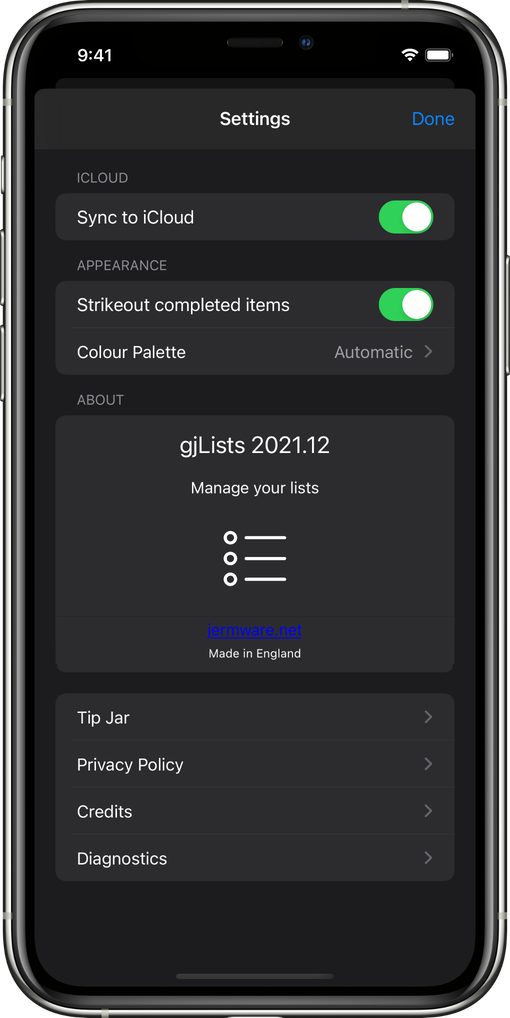 9:41
Settings
Done
ICLOUD
Sync to iCloud
APPEARANCE
Strikeout completed items
Colour Palette
Automatic
ABOUT
gjLists 2021.12
Manage your lists
jermware.net
Made in England
Tip Jar
Privacy Policy
Credits
Diagnostics